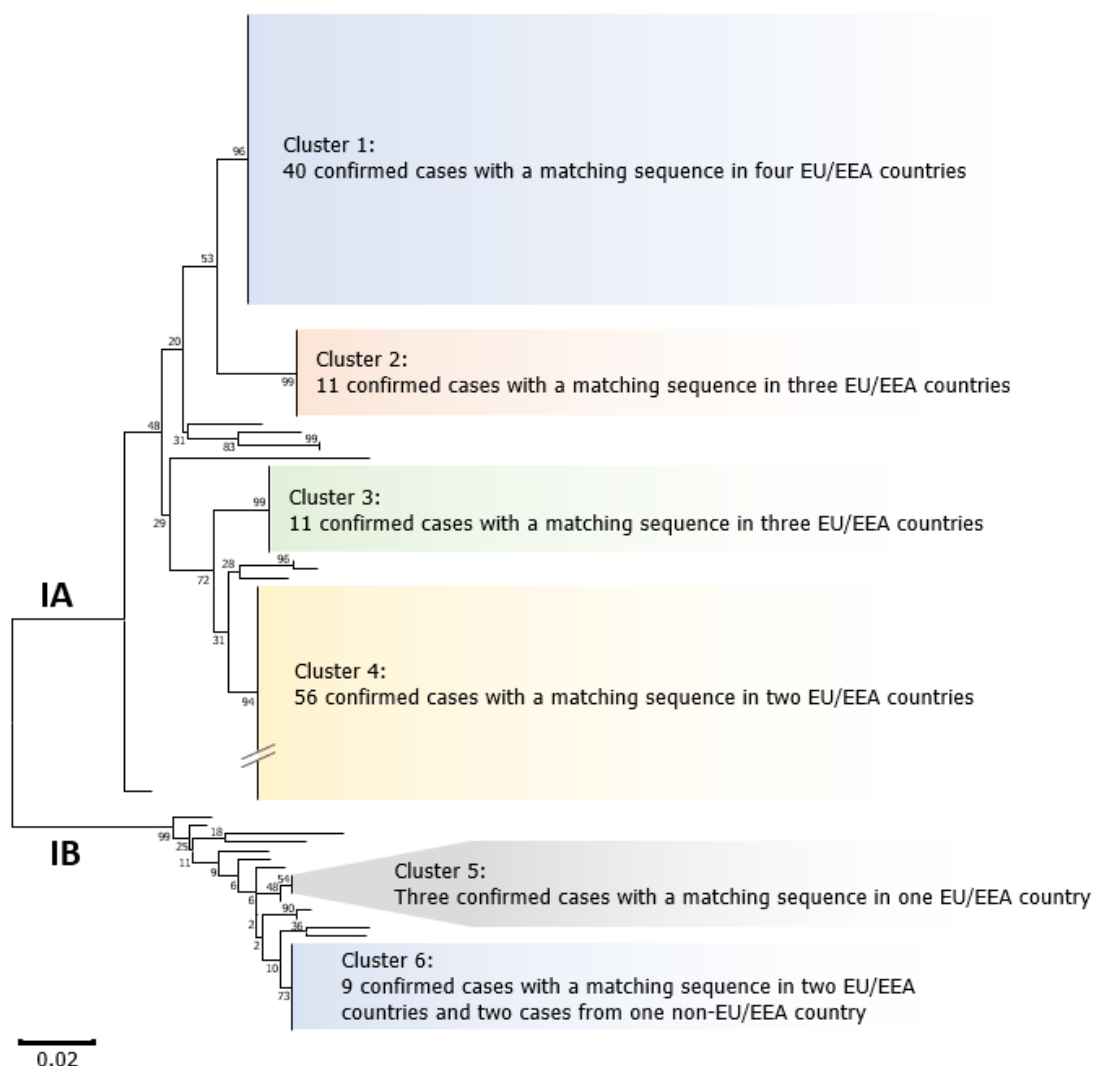 96
Cluster 1:
40 confirmed cases with a matching sequence in four EU/EEA countries
53
20
Cluster 2:
11 confirmed cases with a matching sequence in three EU/EEA countries
99
48
31
83
99
99
Cluster 3:
11 confirmed cases with a matching sequence in three EU/EEA countries
29
28
96
72
IA
31
Cluster 4:
56 confirmed cases with a matching sequence in two EU/EEA countries
94
99
18
25
IB
11
9
Cluster 5:
Three confirmed cases with a matching sequence in one EU/EEA country
54
48
6
6
90
2
36
2
10
Cluster 6:
9 confirmed cases with a matching sequence in two EU/EEA
countries and two cases from one non-EU/EEA country
73
0.02